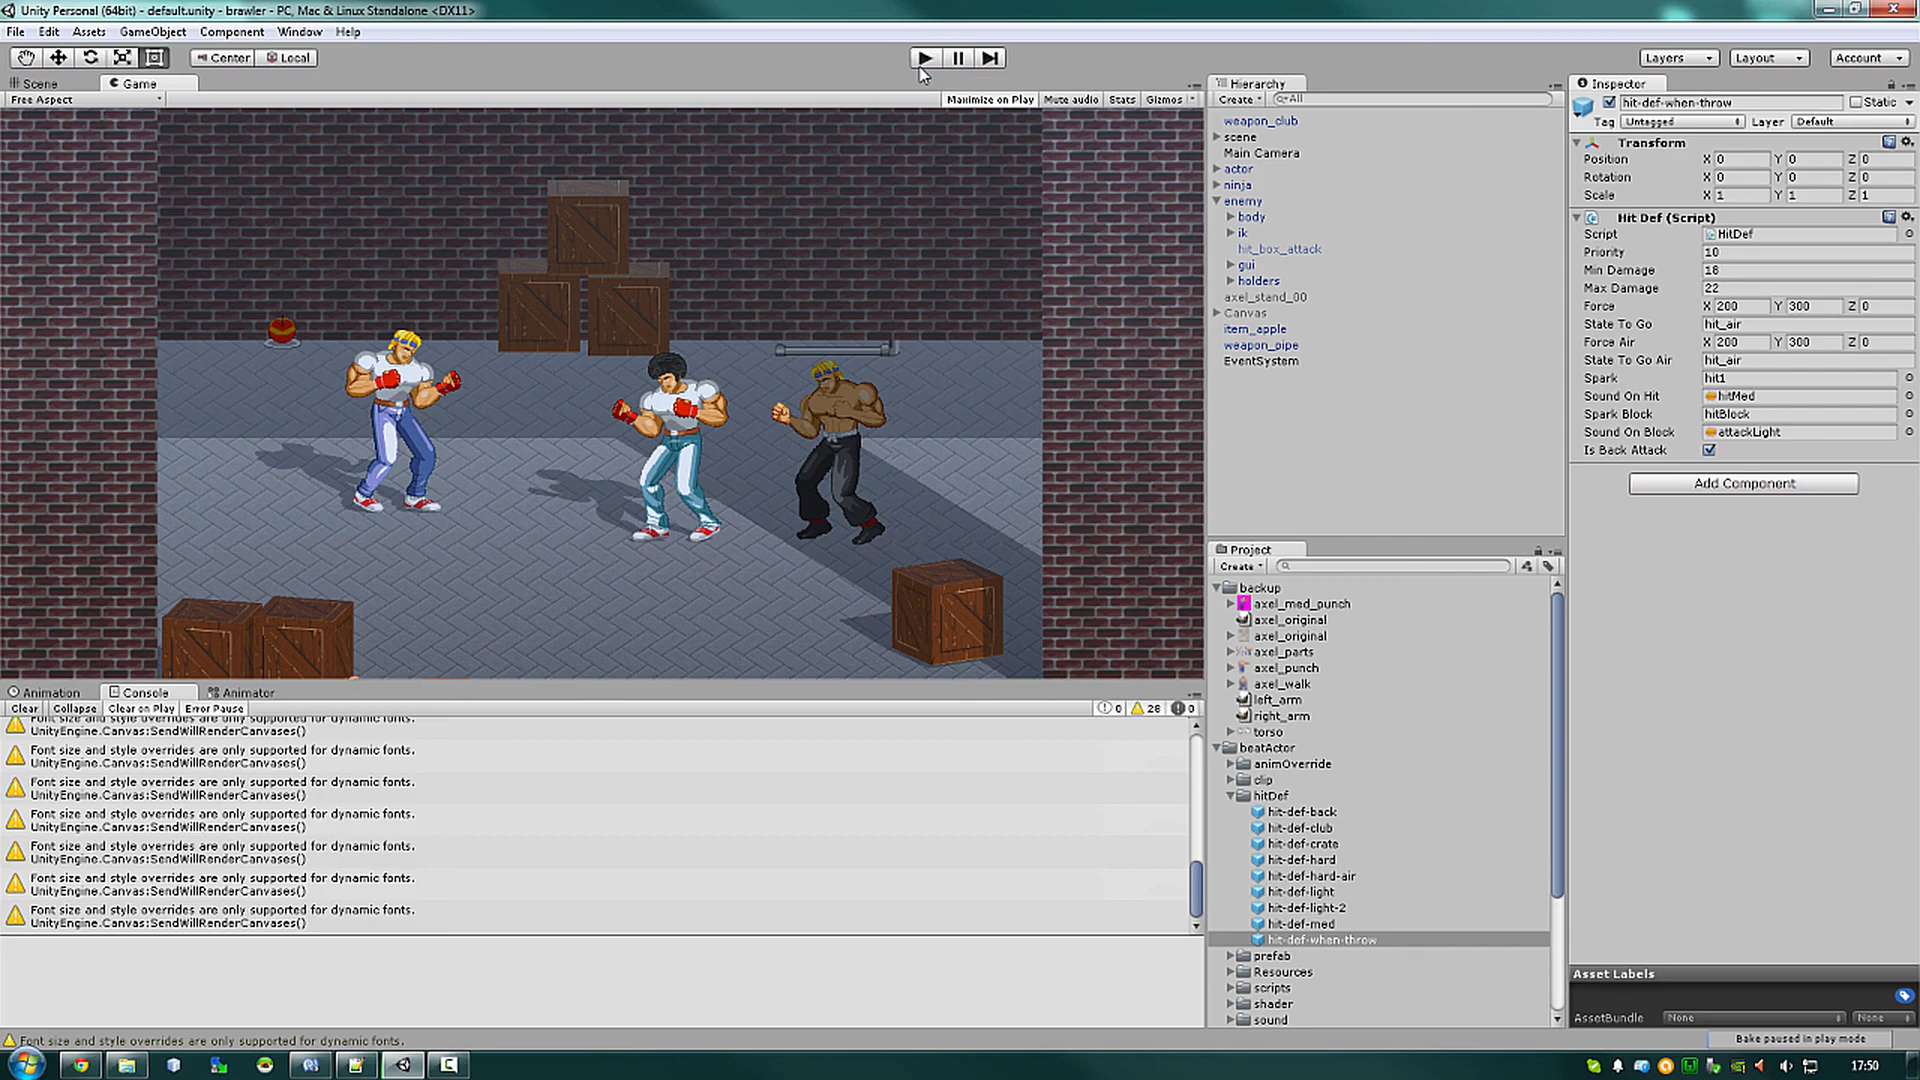 Unity Personal (64bit) - default.unity - brawler - PC, Mac & Linux Standalone <DX11>
File Edit Assets GameObject Component Window Help
Center Local Layers Layout Account
Scene Game
Free Aspect Maximize on Play Mute audio Stats Gizmos
Hierarchy
Create All
weapon_club
scene
Main Camera
actor
ninja
enemy
body
ik
hit_box_attack
gui
holders
axel_stand_00
Canvas
item_apple
weapon_pipe
EventSystem
Inspector
hit-def-when-throw Static
Tag Untagged Layer Default
Transform
Position X 0 Y 0 Z 0
Rotation X 0 Y 0 Z 0
Scale X 1 Y 1 Z 1
Hit Def (Script)
Script HitDef
Priority 10
Min Damage 18
Max Damage 22
Force X 200 Y 300 Z 0
State To Go hit_air
Force Air X 200 Y 300 Z 0
State To Go Air hit_air
Spark hit1
Sound On Hit hitMed
Spark Block hitBlock
Sound On Block attackLight
Is Back Attack
Add Component
Project
Create
backup
axel_med_punch
axel_original
axel_original
axel_parts
axel_punch
axel_walk
left_arm
right_arm
torso
beatActor
animOverride
clip
hitDef
hit-def-back
hit-def-club
hit-def-crate
hit-def-hard
hit-def-hard-air
hit-def-light
hit-def-light-2
hit-def-med
hit-def-when-throw
prefab
Resources
scripts
shader
sound
Asset Labels
AssetBundle None None
Animation Console Animator
Clear Collapse Clear on Play Error Pause 0 28 0
Font size and style overrides are only supported for dynamic fonts.
UnityEngine.Canvas:SendWillRenderCanvases()
Font size and style overrides are only supported for dynamic fonts.
UnityEngine.Canvas:SendWillRenderCanvases()
Font size and style overrides are only supported for dynamic fonts.
UnityEngine.Canvas:SendWillRenderCanvases()
Font size and style overrides are only supported for dynamic fonts.
UnityEngine.Canvas:SendWillRenderCanvases()
Font size and style overrides are only supported for dynamic fonts.
UnityEngine.Canvas:SendWillRenderCanvases()
Font size and style overrides are only supported for dynamic fonts.
UnityEngine.Canvas:SendWillRenderCanvases()
Font size and style overrides are only supported for dynamic fonts.
UnityEngine.Canvas:SendWillRenderCanvases()
Font size and style overrides are only supported for dynamic fonts.
Bake paused in play mode
17:50